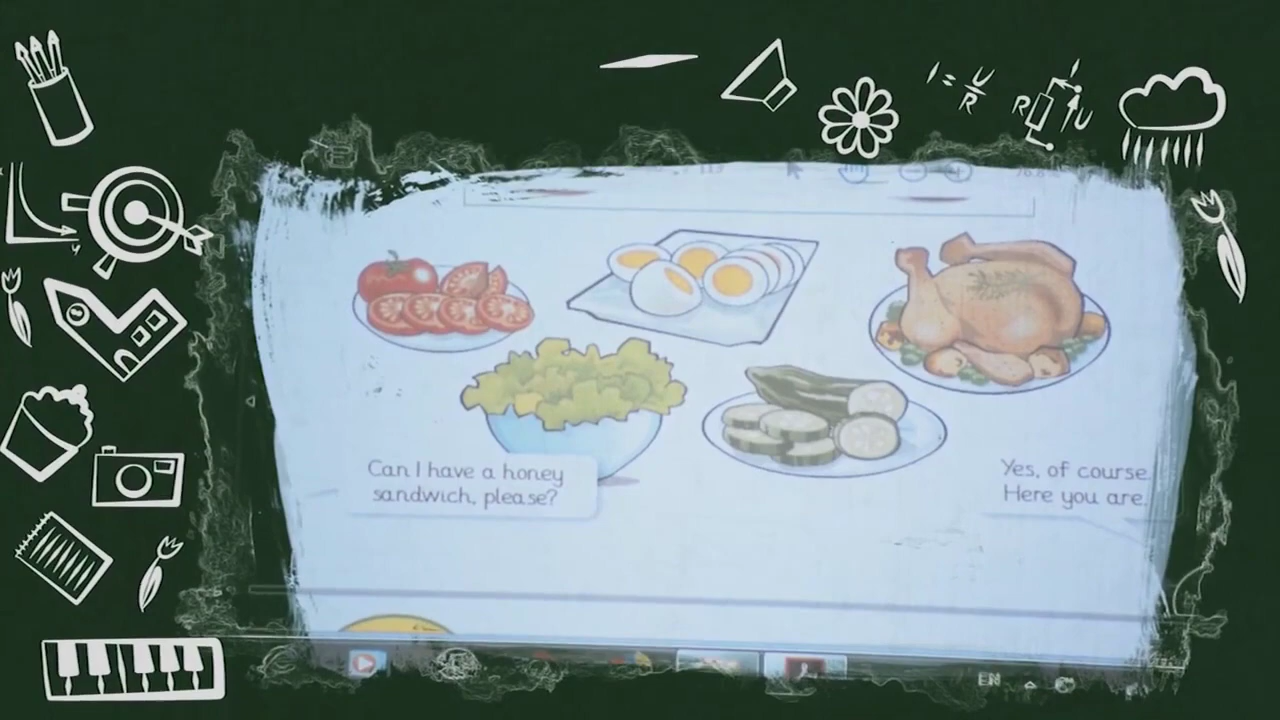 I = U
R
R
U
Can I have a honey
sandwich, please?
Yes, of course.
Here you are.
EN